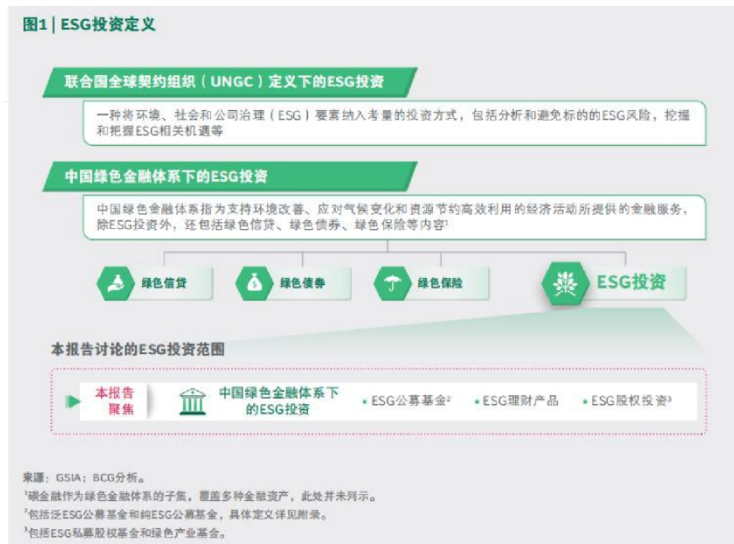 图1 | ESG投资定义
联合国全球契约组织（UNGC）定义下的ESG投资
一种将环境、社会和公司治理（ESG）要素纳入考量的投资方式，包括分析和避免标的的ESG风险，挖掘
和把握ESG相关机遇等
中国绿色金融体系下的ESG投资
中国绿色金融体系指为支持环境改善、应对气候变化和资源节约高效利用的经济活动所提供的金融服务，
除ESG投资外，还包括绿色信贷、绿色债券、绿色保险等内容¹
绿色信贷
绿色债券
绿色保险
ESG投资
本报告讨论的ESG投资范围
本报告
聚焦
中国绿色金融体系下
的ESG投资
• ESG公募基金²
• ESG理财产品
• ESG股权投资³
来源：GSIA；BCG分析。
¹碳金融作为绿色金融体系的子集，覆盖多种金融资产，此处并未列示。
²包括泛ESG公募基金和纯ESG公募基金，具体定义详见附录。
³包括ESG私募股权基金和绿色产业基金。